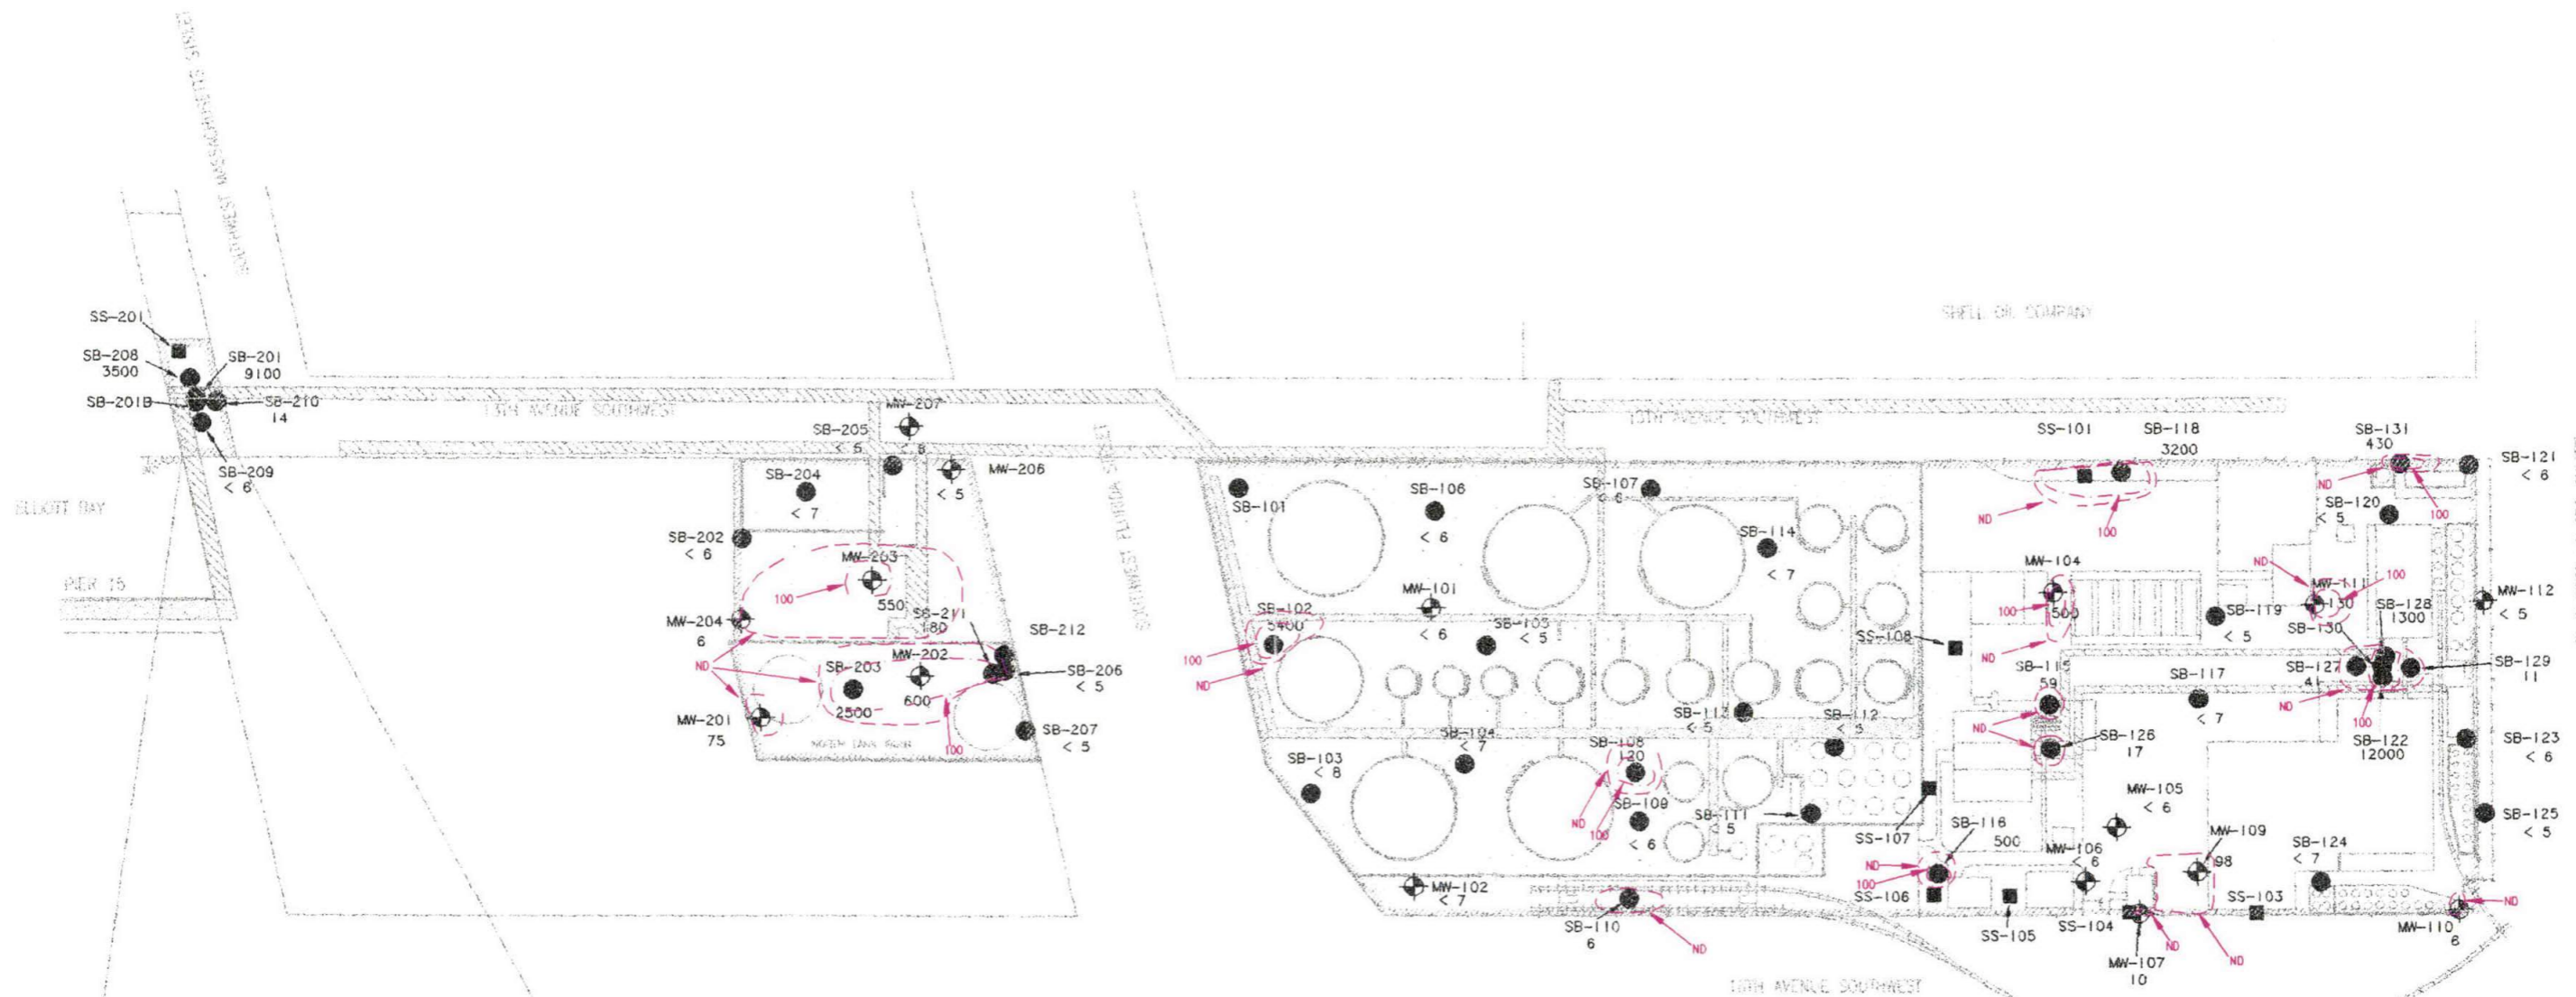 SOUTHWEST MASSACHUSETTS STREET
SHELL OIL COMPANY
SS-201
SB-208
3500
SB-201
9100
SB-201B
SB-210
14
SB-209
< 6
ELLIOTT BAY
PIER 15
13TH AVENUE SOUTHWEST
MW-207
< 6
SB-205
< 5
MW-206
< 5
SB-204
< 7
SB-202
< 6
MW-203
550
100
SB-211
180
MW-204
6
ND
SB-212
SB-206
< 5
MW-202
600
SB-203
2500
MW-201
75
SB-207
< 5
100
NORTH TANK FARM
SOUTHWEST FLORIDA STREET
13TH AVENUE SOUTHWEST
SB-101
SB-106
< 6
SB-107
< 6
SB-114
< 7
MW-101
< 6
SB-102
5400
100
ND
SB-105
< 5
SB-113
< 5
SB-112
< 5
SB-104
< 7
SB-103
< 8
SB-108
120
ND
100
SB-109
< 6
SB-111
< 5
MW-102
< 7
SB-110
6
ND
SS-101
SB-118
3200
ND
100
SB-131
430
ND
100
SB-121
< 6
SB-120
< 5
MW-104
1500
100
ND
ND
MW-111
130
100
MW-112
< 5
SB-119
< 5
SB-128
1300
SB-130
SS-108
SB-115
59
ND
SB-117
< 7
SB-127
41
SB-129
11
ND
100
SB-126
17
SB-122
12000
SB-123
< 6
SS-107
MW-105
< 6
SB-116
500
ND
100
MW-106
< 6
MW-109
98
SB-124
< 7
SB-125
< 5
SS-106
SS-105
SS-104
SS-103
MW-107
10
ND
ND
MW-110
6
ND
16TH AVENUE SOUTHWEST